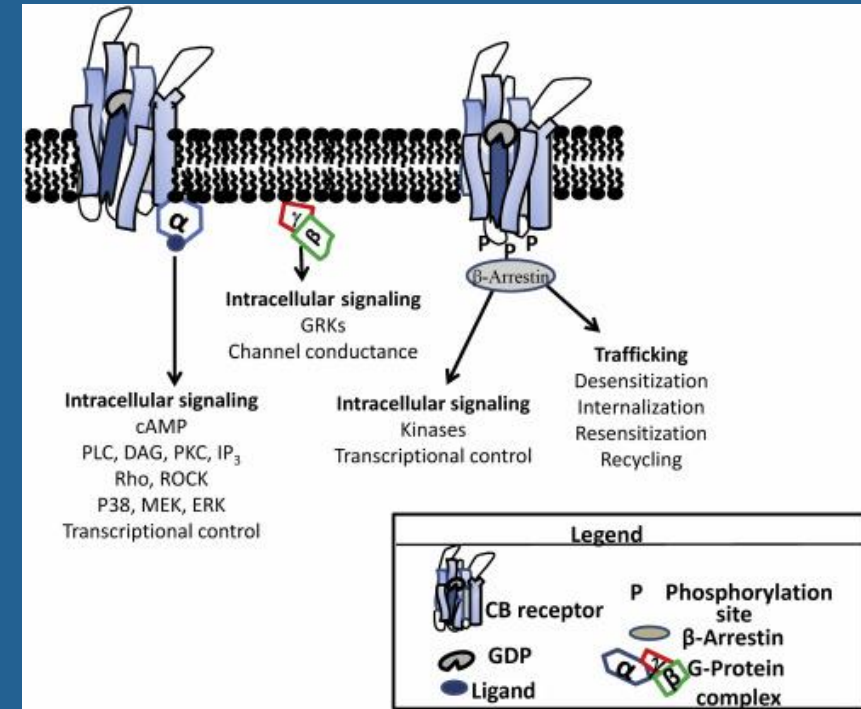 α
γ
β
P P P
β-Arrestin
Intracellular signaling
GRKs
Channel conductance
Trafficking
Desensitization
Internalization
Resensitization
Recycling
Intracellular signaling
cAMP
PLC, DAG, PKC, IP₃
Rho, ROCK
P38, MEK, ERK
Transcriptional control
Intracellular signaling
Kinases
Transcriptional control
Legend
CB receptor
GDP
Ligand
P Phosphorylation
site
β-Arrestin
α γ β G-Protein
complex